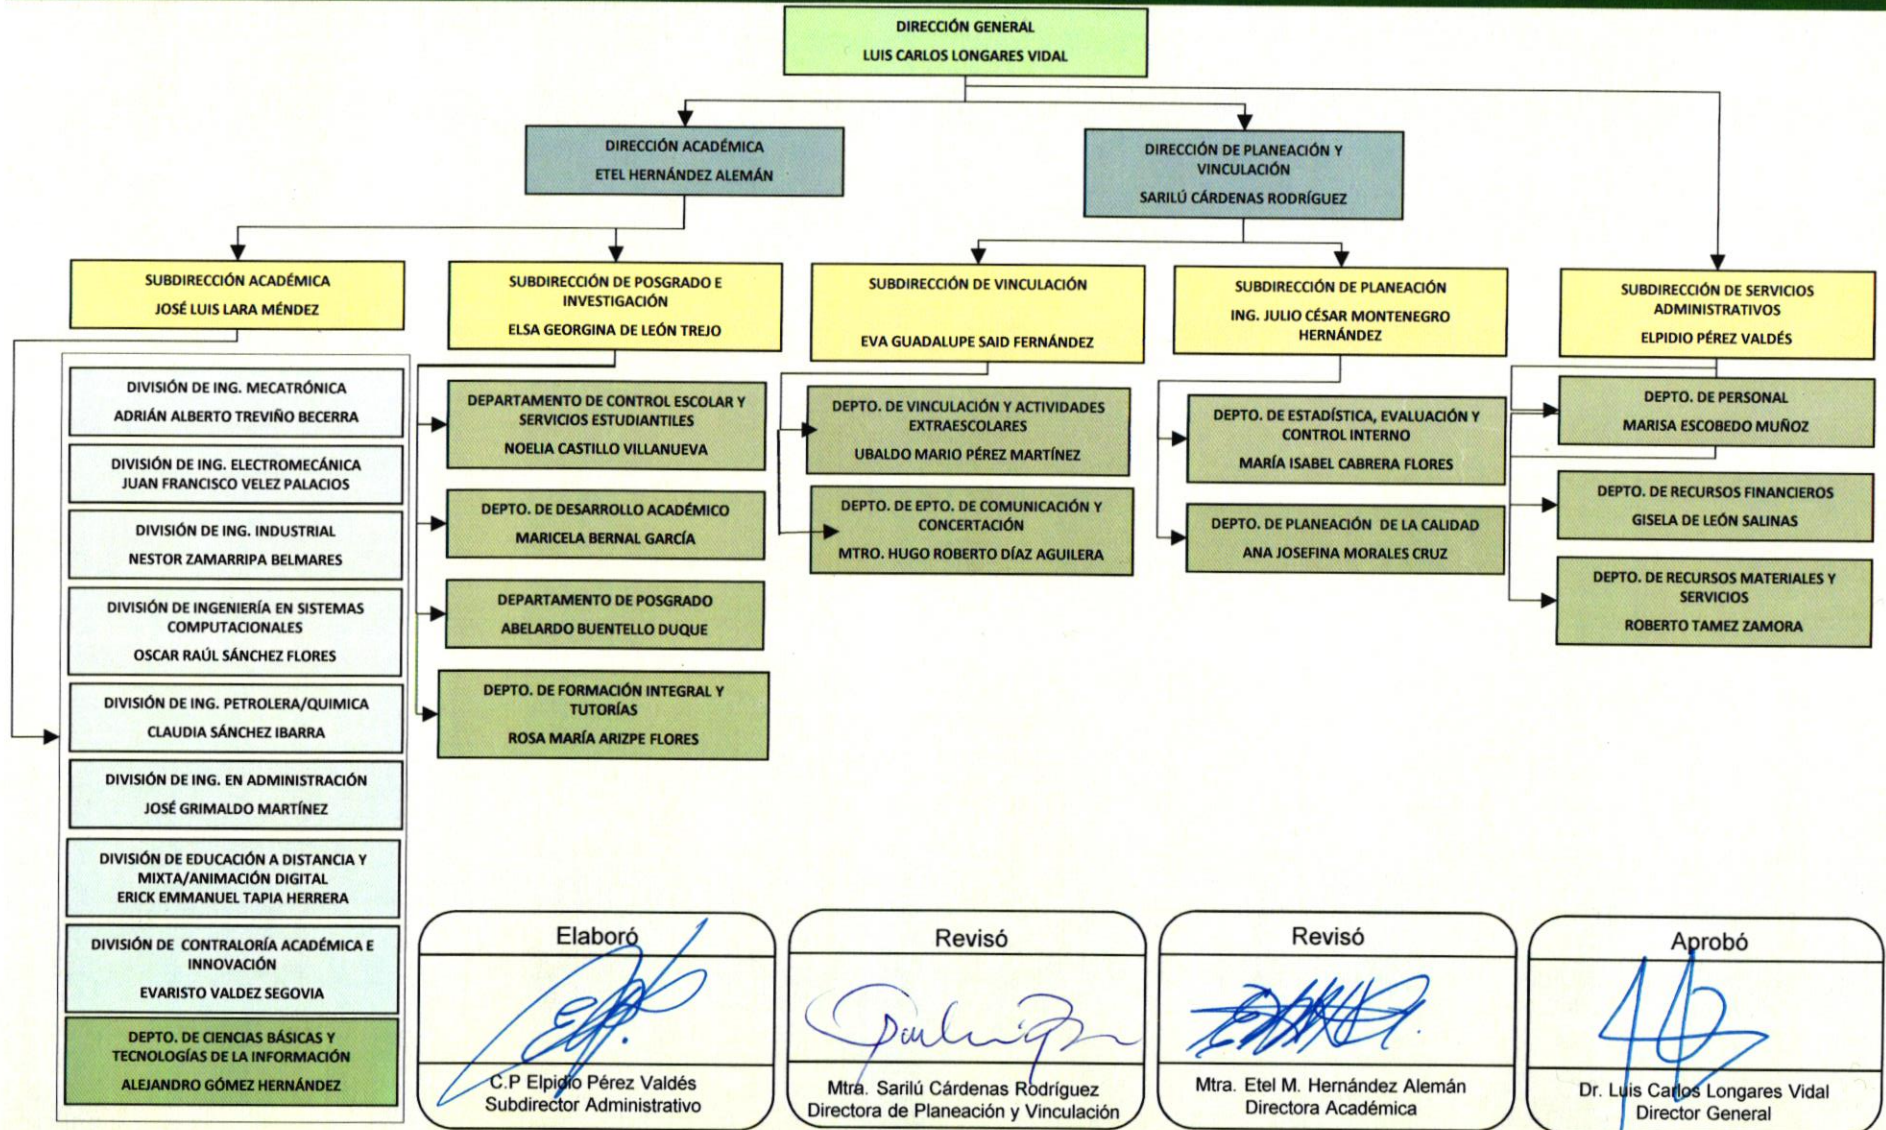 DIRECCIÓN GENERAL
LUIS CARLOS LONGARES VIDAL
DIRECCIÓN ACADÉMICA
ETEL HERNÁNDEZ ALEMÁN
DIRECCIÓN DE PLANEACIÓN Y
VINCULACIÓN
SARILÚ CÁRDENAS RODRÍGUEZ
SUBDIRECCIÓN ACADÉMICA
JOSÉ LUIS LARA MÉNDEZ
SUBDIRECCIÓN DE POSGRADO E
INVESTIGACIÓN
ELSA GEORGINA DE LEÓN TREJO
SUBDIRECCIÓN DE VINCULACIÓN
EVA GUADALUPE SAID FERNÁNDEZ
SUBDIRECCIÓN DE PLANEACIÓN
ING. JULIO CÉSAR MONTENEGRO
HERNÁNDEZ
SUBDIRECCIÓN DE SERVICIOS
ADMINISTRATIVOS
ELPIDIO PÉREZ VALDÉS
DIVISIÓN DE ING. MECATRÓNICA
ADRIÁN ALBERTO TREVIÑO BECERRA
DIVISIÓN DE ING. ELECTROMECÁNICA
JUAN FRANCISCO VELEZ PALACIOS
DIVISIÓN DE ING. INDUSTRIAL
NESTOR ZAMARRIPA BELMARES
DIVISIÓN DE INGENIERÍA EN SISTEMAS
COMPUTACIONALES
OSCAR RAÚL SÁNCHEZ FLORES
DIVISIÓN DE ING. PETROLERA/QUIMICA
CLAUDIA SÁNCHEZ IBARRA
DIVISIÓN DE ING. EN ADMINISTRACIÓN
JOSÉ GRIMALDO MARTÍNEZ
DIVISIÓN DE EDUCACIÓN A DISTANCIA Y
MIXTA/ANIMACIÓN DIGITAL
ERICK EMMANUEL TAPIA HERRERA
DIVISIÓN DE CONTRALORÍA ACADÉMICA E
INNOVACIÓN
EVARISTO VALDEZ SEGOVIA
DEPTO. DE CIENCIAS BÁSICAS Y
TECNOLOGÍAS DE LA INFORMACIÓN
ALEJANDRO GÓMEZ HERNÁNDEZ
DEPARTAMENTO DE CONTROL ESCOLAR Y
SERVICIOS ESTUDIANTILES
NOELIA CASTILLO VILLANUEVA
DEPTO. DE DESARROLLO ACADÉMICO
MARICELA BERNAL GARCÍA
DEPARTAMENTO DE POSGRADO
ABELARDO BUENTELLO DUQUE
DEPTO. DE FORMACIÓN INTEGRAL Y
TUTORÍAS
ROSA MARÍA ARIZPE FLORES
DEPTO. DE VINCULACIÓN Y ACTIVIDADES
EXTRAESCOLARES
UBALDO MARIO PÉREZ MARTÍNEZ
DEPTO. DE EPTO. DE COMUNICACIÓN Y
CONCERTACIÓN
MTRO. HUGO ROBERTO DÍAZ AGUILERA
DEPTO. DE ESTADÍSTICA, EVALUACIÓN Y
CONTROL INTERNO
MARÍA ISABEL CABRERA FLORES
DEPTO. DE PLANEACIÓN DE LA CALIDAD
ANA JOSEFINA MORALES CRUZ
DEPTO. DE PERSONAL
MARISA ESCOBEDO MUÑOZ
DEPTO. DE RECURSOS FINANCIEROS
GISELA DE LEÓN SALINAS
DEPTO. DE RECURSOS MATERIALES Y
SERVICIOS
ROBERTO TAMEZ ZAMORA
Elaboró
C.P Elpidio Pérez Valdés
Subdirector Administrativo
Revisó
Mtra. Sarilú Cárdenas Rodríguez
Directora de Planeación y Vinculación
Revisó
Mtra. Etel M. Hernández Alemán
Directora Académica
Aprobó
Dr. Luis Carlos Longares Vidal
Director General